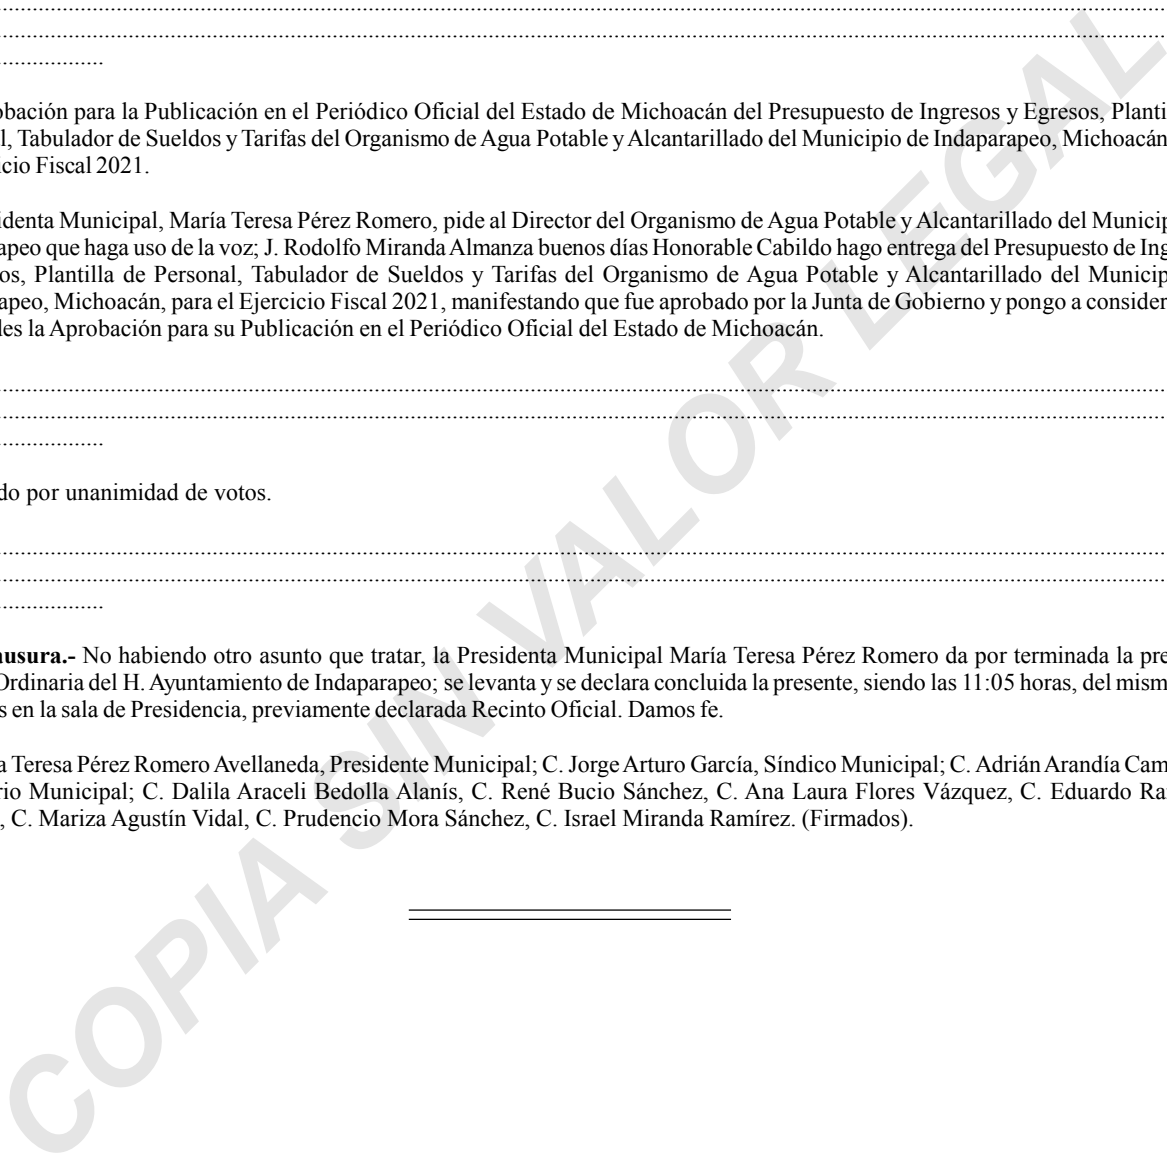 ....................................................................................................
....................................................................................................
..................
obación para la Publicación en el Periódico Oficial del Estado de Michoacán del Presupuesto de Ingresos y Egresos, Planti
l, Tabulador de Sueldos y Tarifas del Organismo de Agua Potable y Alcantarillado del Municipio de Indaparapeo, Michoacán
icio Fiscal 2021.
identa Municipal, María Teresa Pérez Romero, pide al Director del Organismo de Agua Potable y Alcantarillado del Municip
apeo que haga uso de la voz; J. Rodolfo Miranda Almanza buenos días Honorable Cabildo hago entrega del Presupuesto de Ing
os, Plantilla de Personal, Tabulador de Sueldos y Tarifas del Organismo de Agua Potable y Alcantarillado del Municip
apeo, Michoacán, para el Ejercicio Fiscal 2021, manifestando que fue aprobado por la Junta de Gobierno y pongo a consider
des la Aprobación para su Publicación en el Periódico Oficial del Estado de Michoacán.
....................................................................................................
....................................................................................................
..................
do por unanimidad de votos.
....................................................................................................
....................................................................................................
..................
ausura.- No habiendo otro asunto que tratar, la Presidenta Municipal María Teresa Pérez Romero da por terminada la pre
Ordinaria del H. Ayuntamiento de Indaparapeo; se levanta y se declara concluida la presente, siendo las 11:05 horas, del mism
s en la sala de Presidencia, previamente declarada Recinto Oficial. Damos fe.
a Teresa Pérez Romero Avellaneda, Presidente Municipal; C. Jorge Arturo García, Síndico Municipal; C. Adrián Arandía Cam
rio Municipal; C. Dalila Araceli Bedolla Alanís, C. René Bucio Sánchez, C. Ana Laura Flores Vázquez, C. Eduardo Ra
, C. Mariza Agustín Vidal, C. Prudencio Mora Sánchez, C. Israel Miranda Ramírez. (Firmados).
COPIA SIN VALOR LEGAL